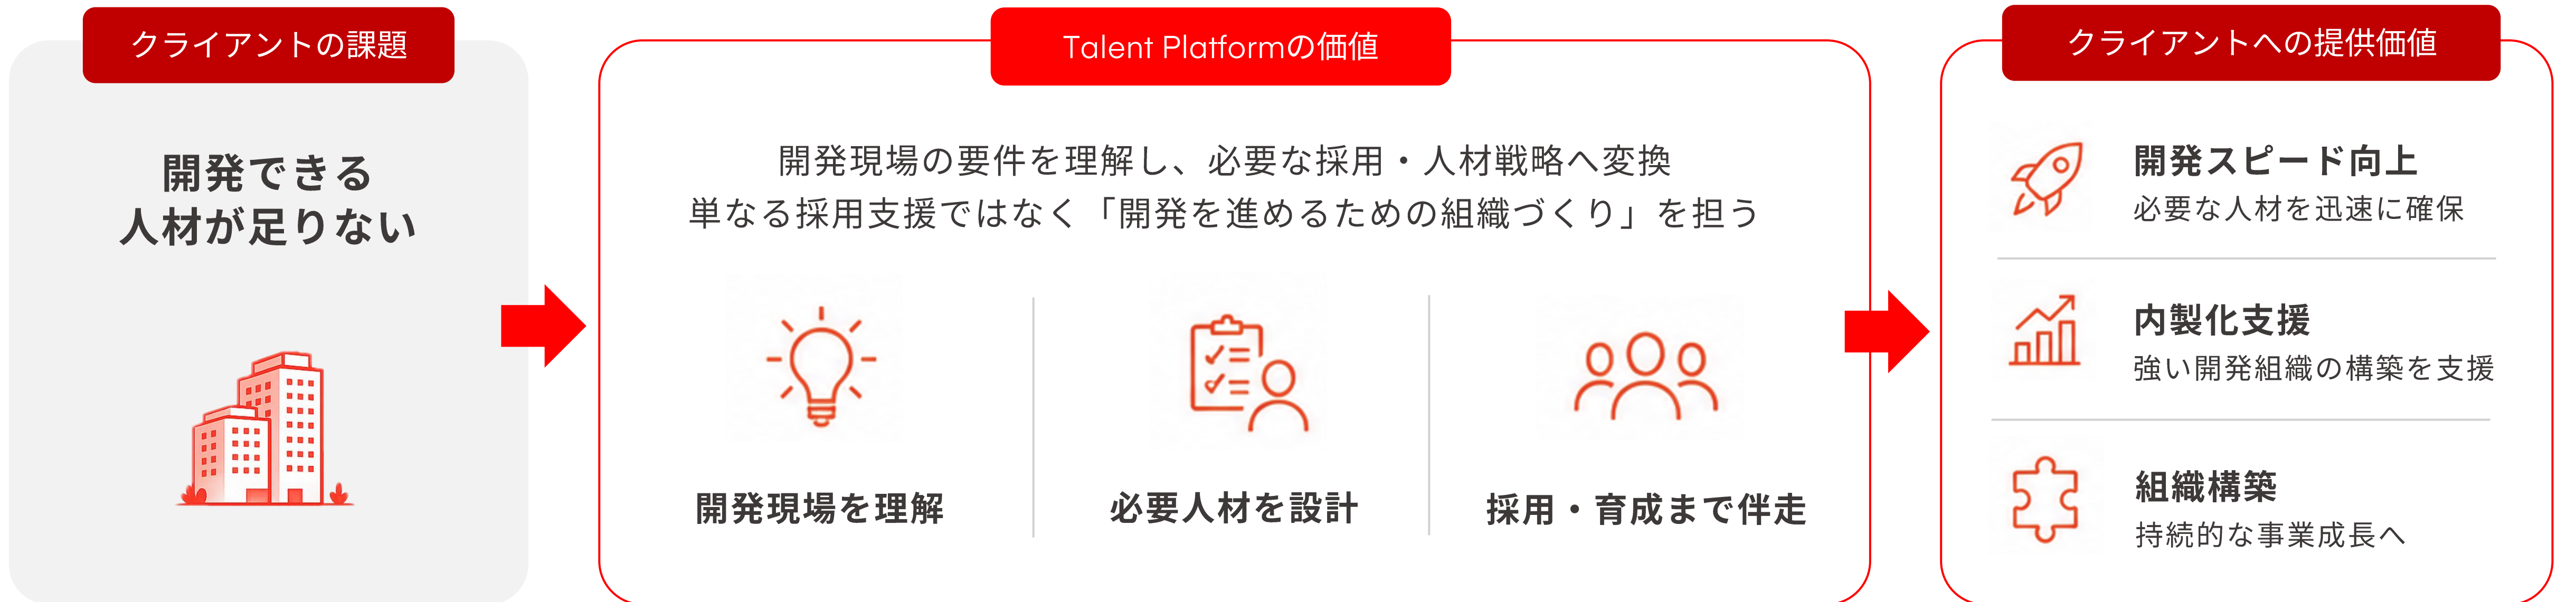 クライアントの課題
開発できる
人材が足りない
Talent Platformの価値
開発現場の要件を理解し、必要な採用・人材戦略へ変換
単なる採用支援ではなく「開発を進めるための組織づくり」を担う
開発現場を理解
必要人材を設計
採用・育成まで伴走
クライアントへの提供価値
開発スピード向上
必要な人材を迅速に確保
内製化支援
強い開発組織の構築を支援
組織構築
持続的な事業成長へ